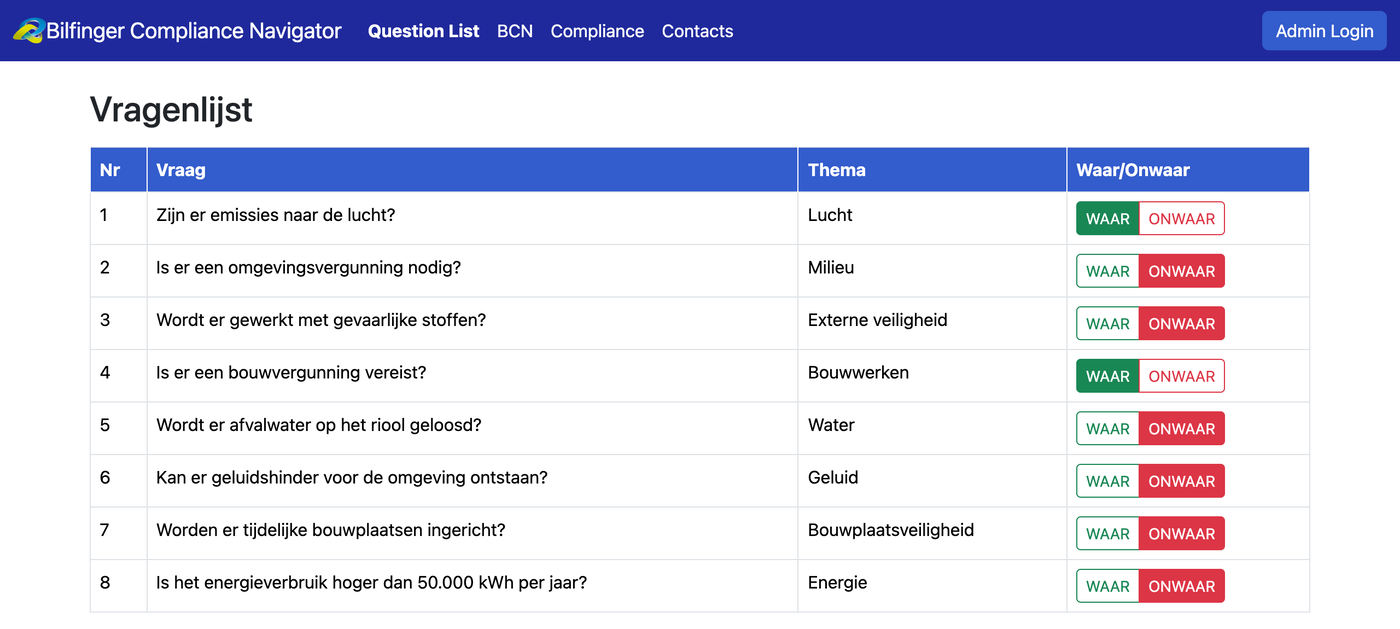 Bilfinger Compliance Navigator Question List BCN Compliance Contacts Admin Login
Vragenlijst
Nr Vraag Thema Waar/Onwaar
1 Zijn er emissies naar de lucht? Lucht WAAR ONWAAR
2 Is er een omgevingsvergunning nodig? Milieu WAAR ONWAAR
3 Wordt er gewerkt met gevaarlijke stoffen? Externe veiligheid WAAR ONWAAR
4 Is er een bouwvergunning vereist? Bouwwerken WAAR ONWAAR
5 Wordt er afvalwater op het riool geloosd? Water WAAR ONWAAR
6 Kan er geluidshinder voor de omgeving ontstaan? Geluid WAAR ONWAAR
7 Worden er tijdelijke bouwplaatsen ingericht? Bouwplaatsveiligheid WAAR ONWAAR
8 Is het energieverbruik hoger dan 50.000 kWh per jaar? Energie WAAR ONWAAR